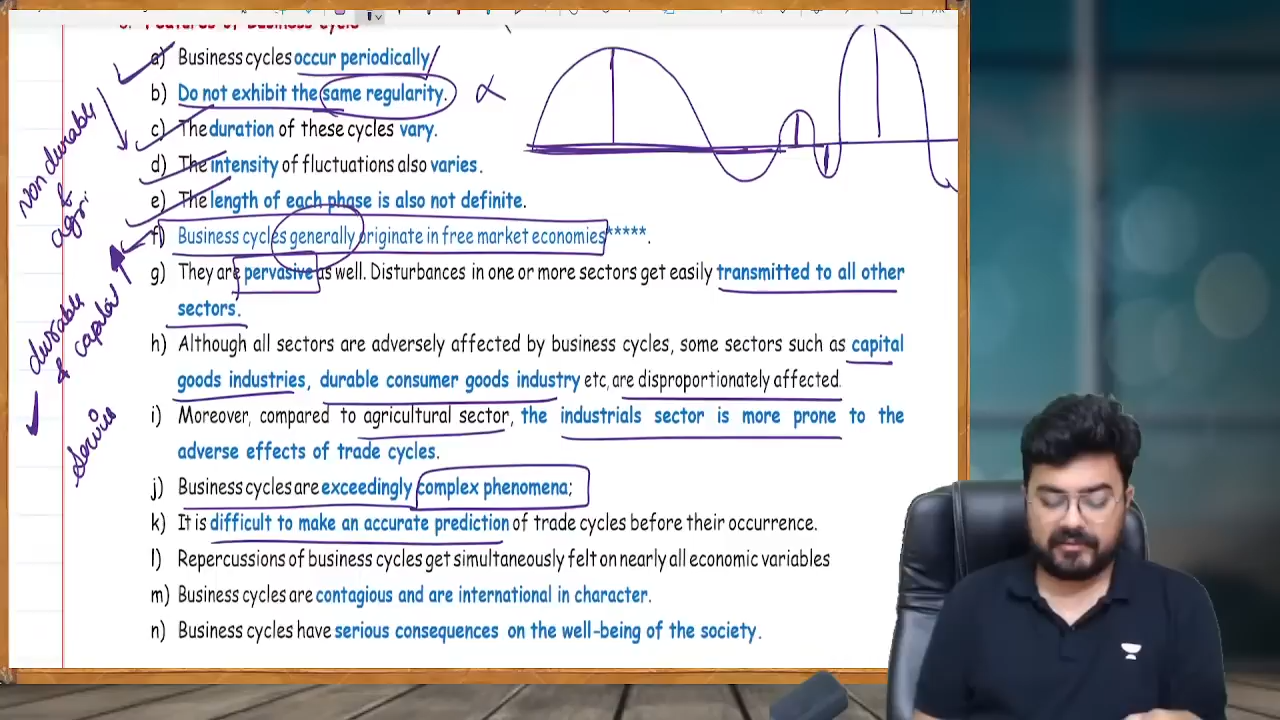 3. Features of Business Cycle
a) Business cycles occur periodically
b) Do not exhibit the same regularity.
c) The duration of these cycles vary.
d) The intensity of fluctuations also varies.
e) The length of each phase is also not definite.
f) Business cycles generally originate in free market economies*****.
g) They are pervasive as well. Disturbances in one or more sectors get easily transmitted to all other
sectors.
h) Although all sectors are adversely affected by business cycles, some sectors such as capital
goods industries, durable consumer goods industry etc, are disproportionately affected.
i) Moreover, compared to agricultural sector, the industrials sector is more prone to the
adverse effects of trade cycles.
j) Business cycles are exceedingly complex phenomena;
k) It is difficult to make an accurate prediction of trade cycles before their occurrence.
l) Repercussions of business cycles get simultaneously felt on nearly all economic variables
m) Business cycles are contagious and are international in character.
n) Business cycles have serious consequences on the well-being of the society.
non durable
&
agri
durable
& capital